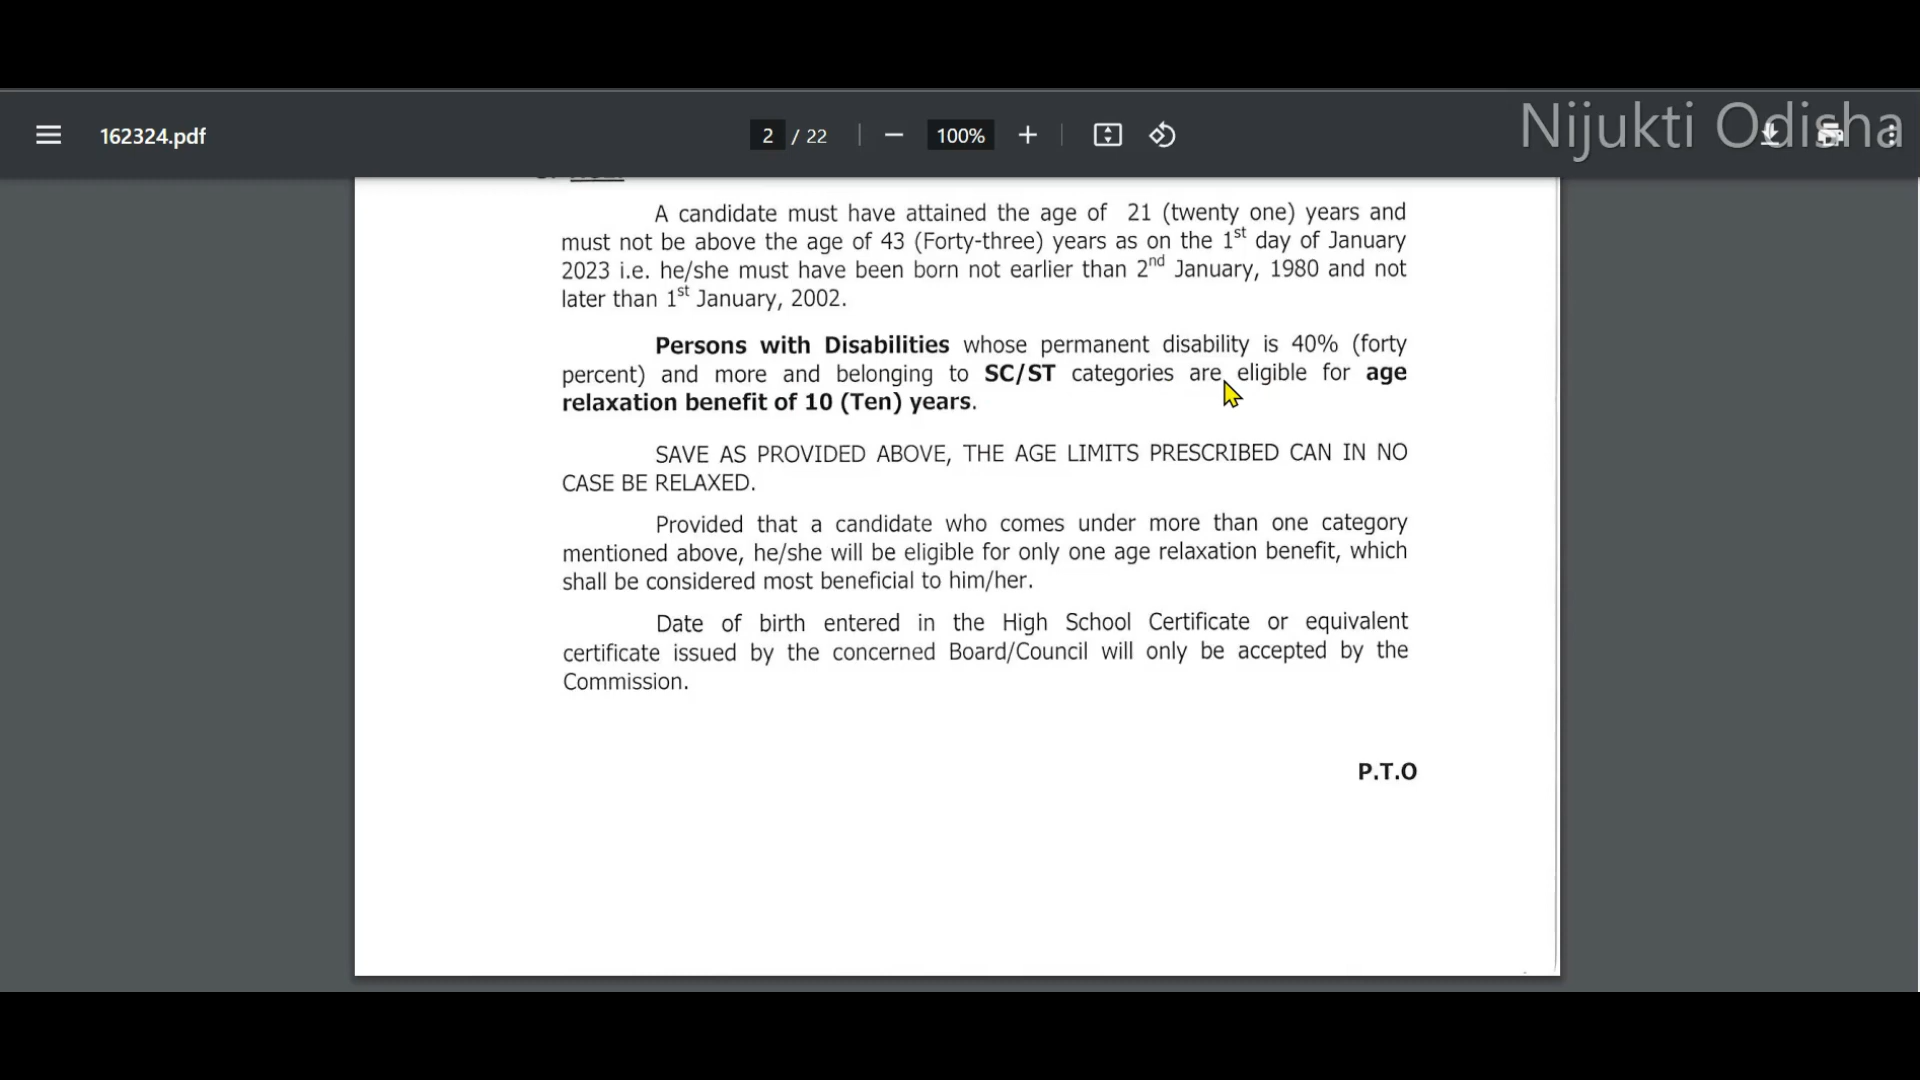 Nijukti Odisha
162324.pdf
2 / 22
100%
A candidate must have attained the age of 21 (twenty one) years and
must not be above the age of 43 (Forty-three) years as on the 1st day of January
2023 i.e. he/she must have been born not earlier than 2nd January, 1980 and not
later than 1st January, 2002.
Persons with Disabilities whose permanent disability is 40% (forty
percent) and more and belonging to SC/ST categories are eligible for age
relaxation benefit of 10 (Ten) years.
SAVE AS PROVIDED ABOVE, THE AGE LIMITS PRESCRIBED CAN IN NO
CASE BE RELAXED.
Provided that a candidate who comes under more than one category
mentioned above, he/she will be eligible for only one age relaxation benefit, which
shall be considered most beneficial to him/her.
Date of birth entered in the High School Certificate or equivalent
certificate issued by the concerned Board/Council will only be accepted by the
Commission.
P.T.O